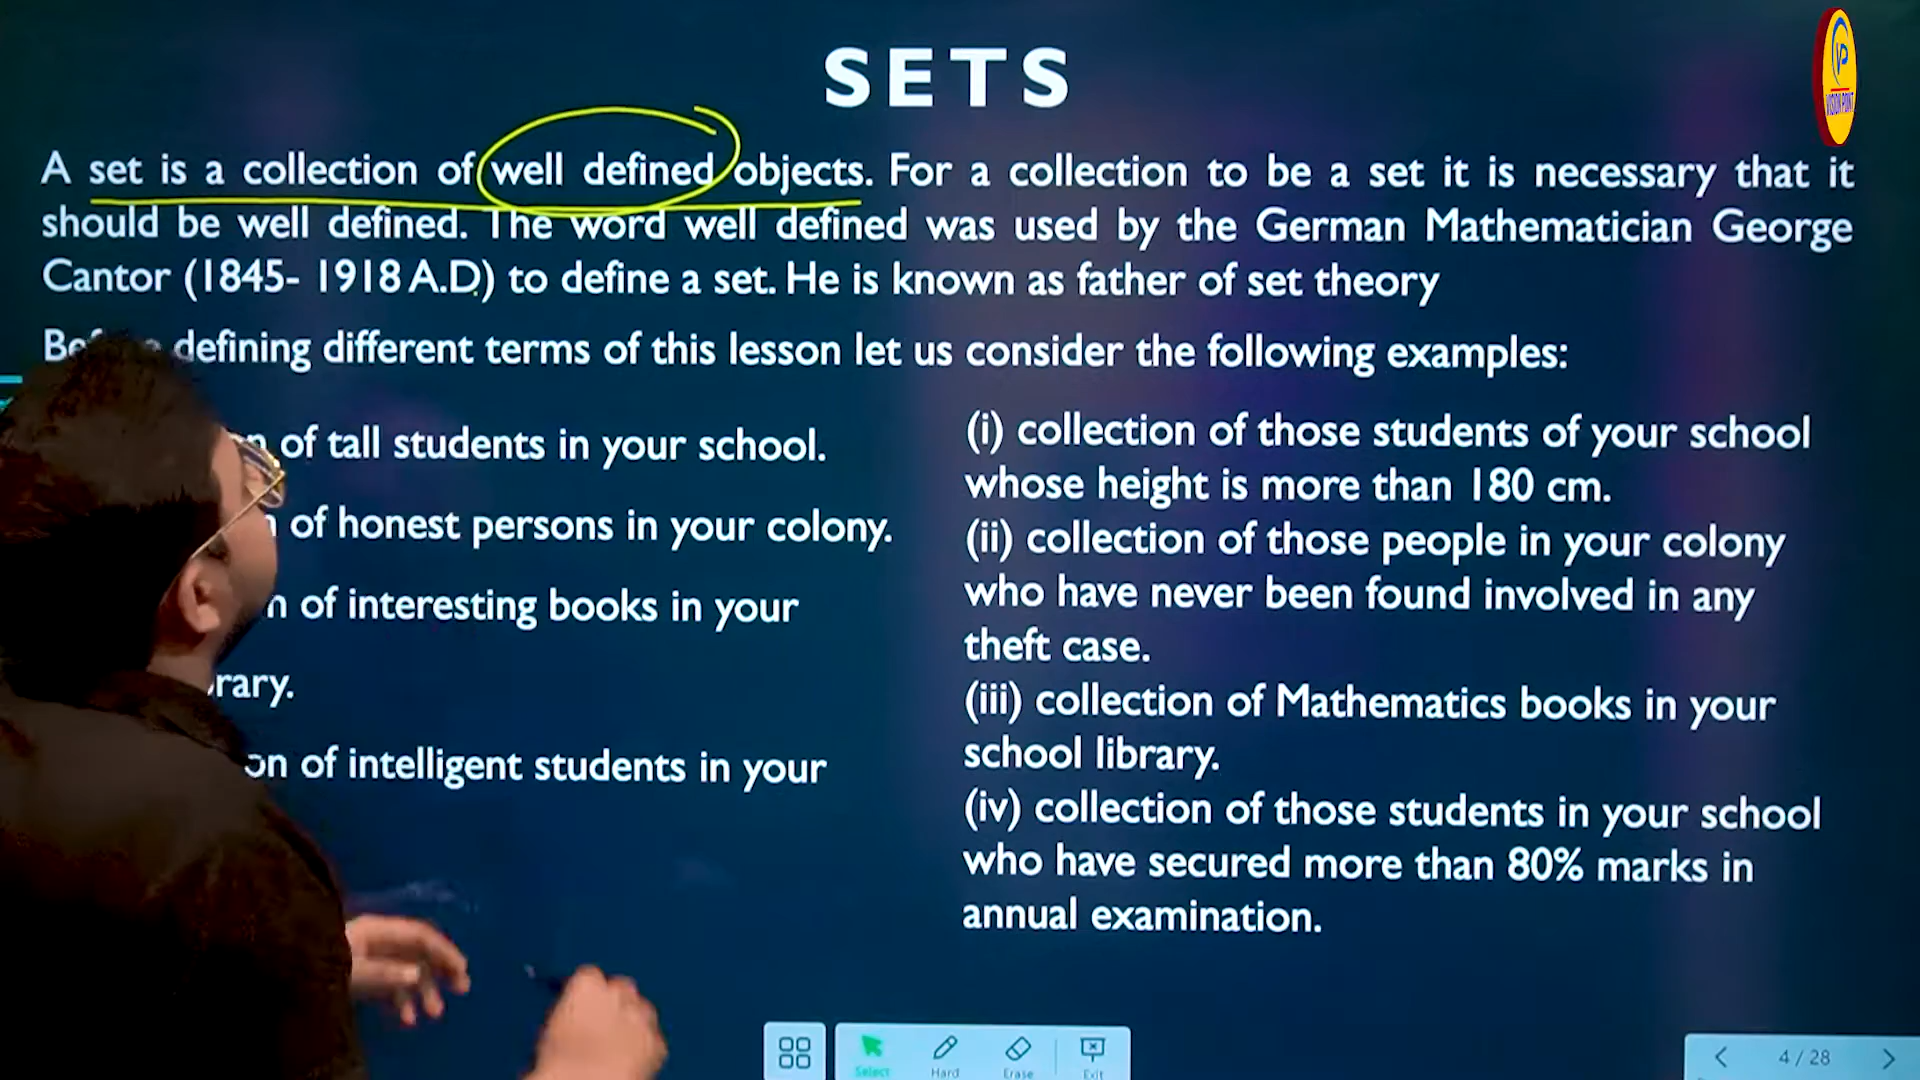 SETS
VISION POINT
A set is a collection of well defined objects. For a collection to be a set it is necessary that it
should be well defined. The word well defined was used by the German Mathematician George
Cantor (1845- 1918 A.D.) to define a set. He is known as father of set theory
defining different terms of this lesson let us consider the following examples:
of tall students in your school.
of honest persons in your colony.
of interesting books in your
of intelligent students in your
(i) collection of those students of your school
whose height is more than 180 cm.
(ii) collection of those people in your colony
who have never been found involved in any
theft case.
(iii) collection of Mathematics books in your
school library.
(iv) collection of those students in your school
who have secured more than 80% marks in
annual examination.
Select Hard Erase Exit
4 / 28